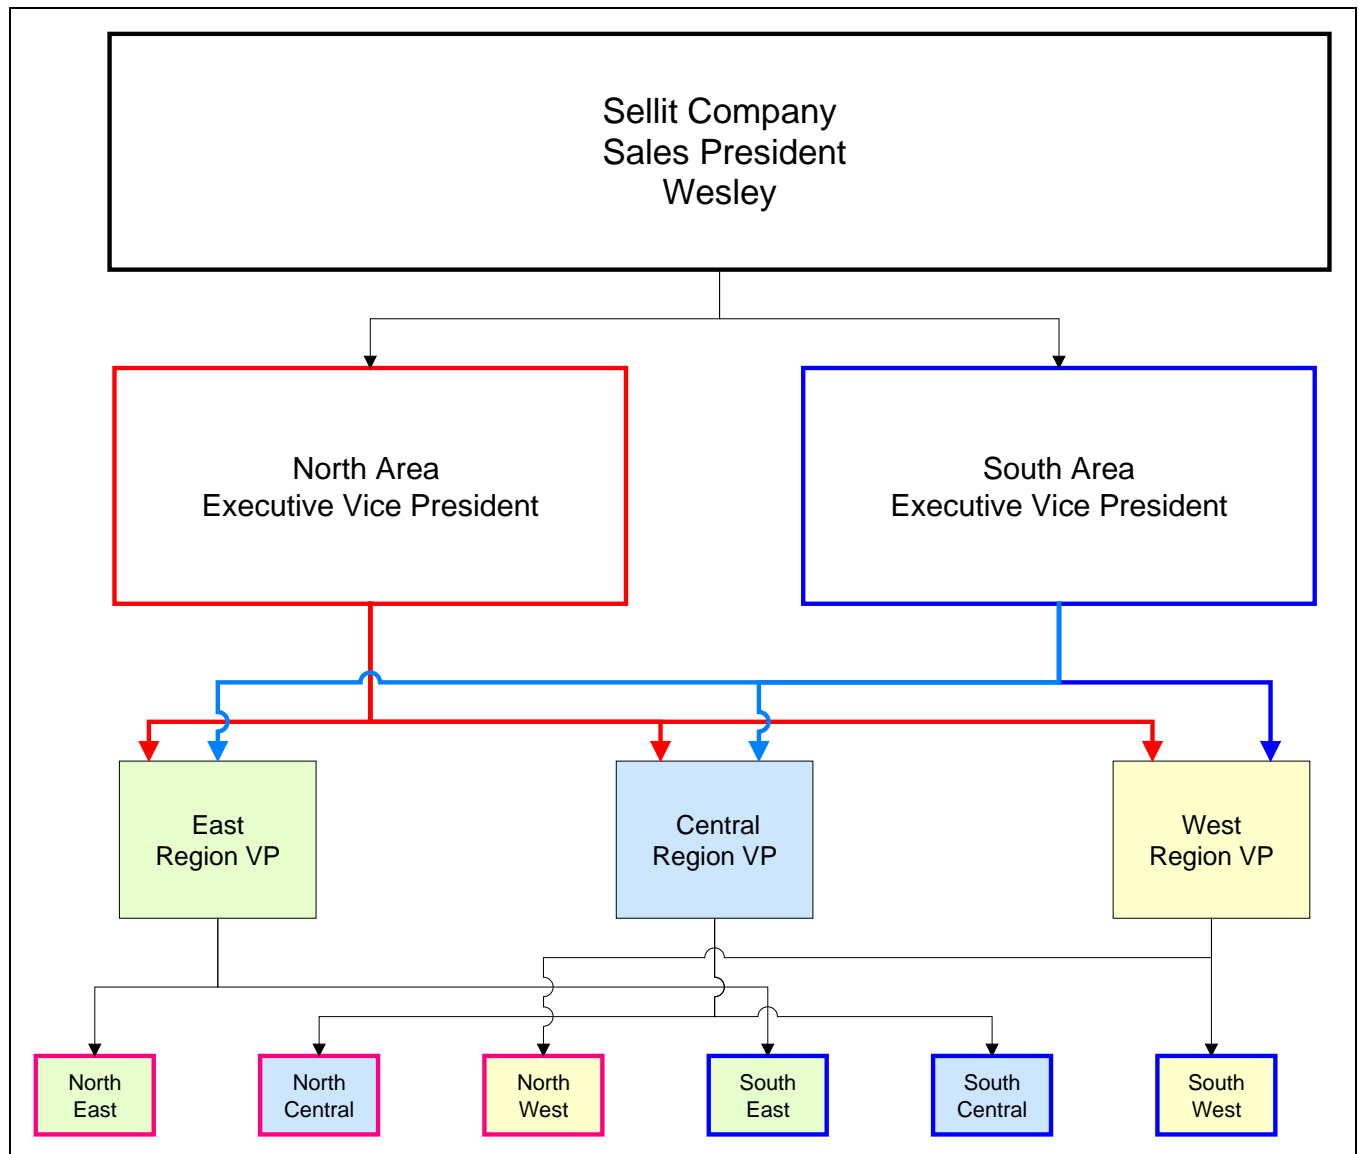 Sellit Company
Sales President
Wesley
North Area
Executive Vice President
South Area
Executive Vice President
East
Region VP
Central
Region VP
West
Region VP
North
East
North
Central
North
West
South
East
South
Central
South
West